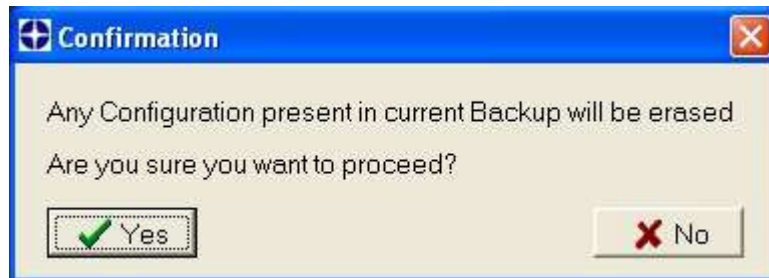 Confirmation
Any Configuration present in current Backup will be erased
Are you sure you want to proceed?
Yes
No